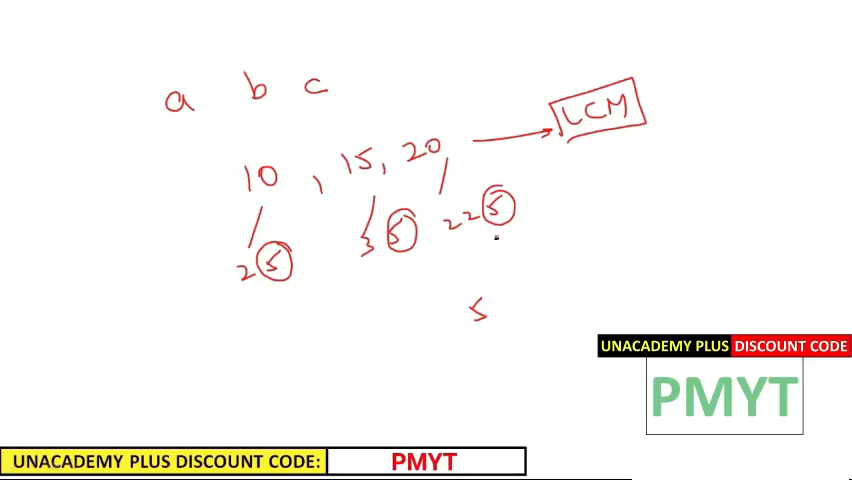 a b c
LCM
10 , 15, 20
2 5 3 5 2 2 5
5
UNACADEMY PLUS DISCOUNT CODE
PMYT
UNACADEMY PLUS DISCOUNT CODE: PMYT